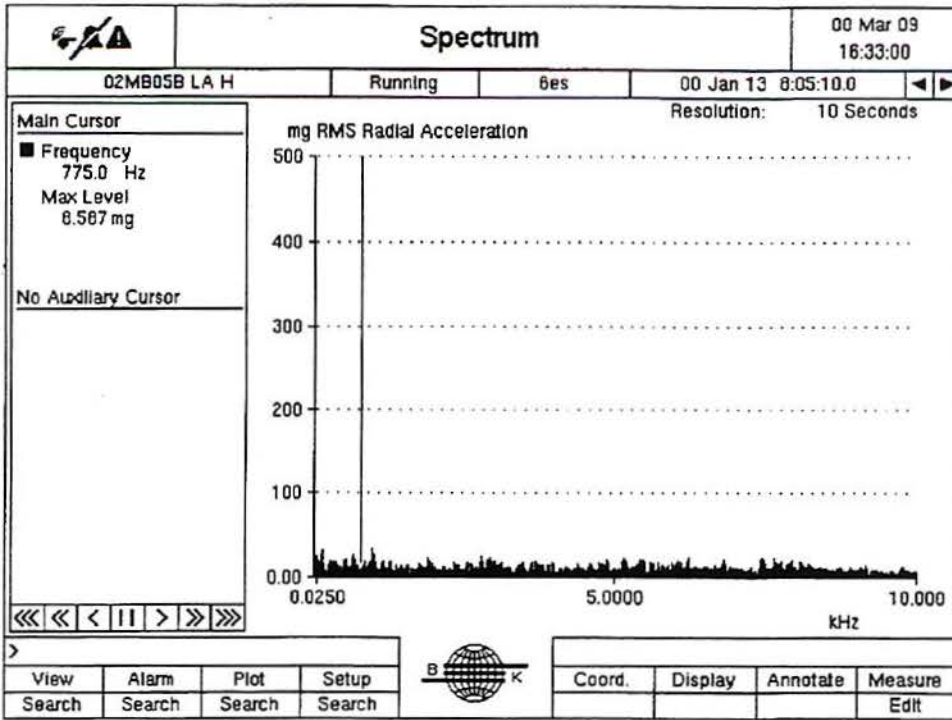 Spectrum
00 Mar 09
16:33:00
02MB05B LA H
Running
6es
00 Jan 13 8:05:10.0
Resolution: 10 Seconds
Main Cursor
Frequency
775.0 Hz
Max Level
8.587 mg
No Auxiliary Cursor
mg RMS Radial Acceleration
500
400
300
200
100
0.00
0.0250
5.0000
10.000
kHz
>
View Alarm Plot Setup
B K
Coord. Display Annotate Measure
Search Search Search Search
Edit